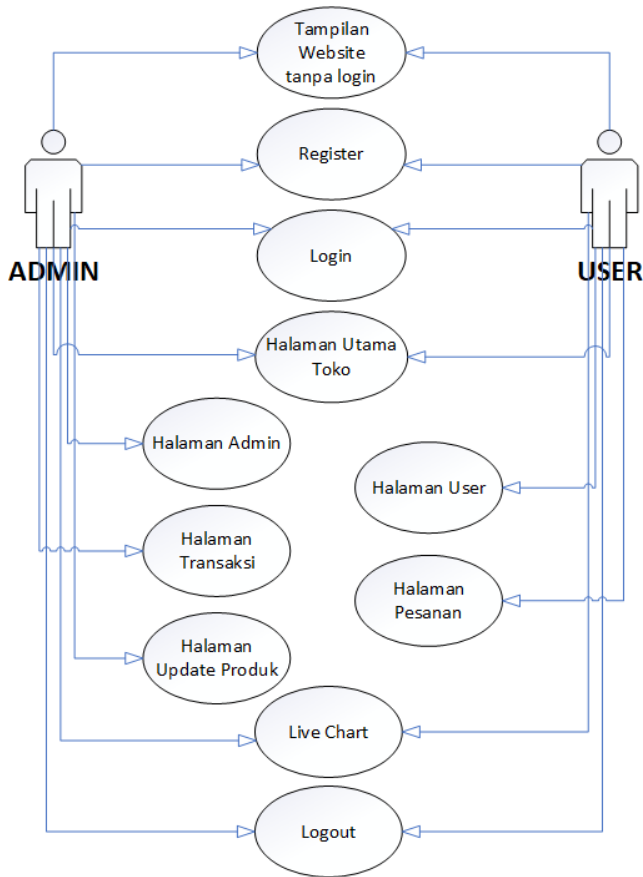 Tampilan
Website
tanpa login
Register
Login
ADMIN
USER
Halaman Utama
Toko
Halaman Admin
Halaman User
Halaman
Transaksi
Halaman
Pesanan
Halaman
Update Produk
Live Chart
Logout